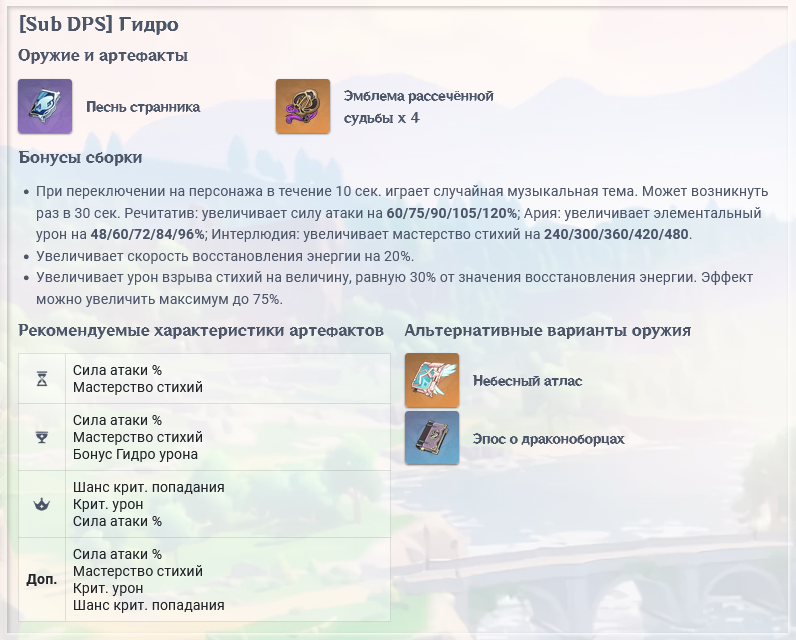 [Sub DPS] Гидро
Оружие и артефакты
Песнь странника
Эмблема рассечённой
судьбы x 4
Бонусы сборки
При переключении на персонажа в течение 10 сек. играет случайная музыкальная тема. Может возникнуть
раз в 30 сек. Речитатив: увеличивает силу атаки на 60/75/90/105/120%; Ария: увеличивает элементальный
урон на 48/60/72/84/96%; Интерлюдия: увеличивает мастерство стихий на 240/300/360/420/480.
Увеличивает скорость восстановления энергии на 20%.
Увеличивает урон взрыва стихий на величину, равную 30% от значения восстановления энергии. Эффект
можно увеличить максимум до 75%.
Рекомендуемые характеристики артефактов
Сила атаки %
Мастерство стихий
Сила атаки %
Мастерство стихий
Бонус Гидро урона
Шанс крит. попадания
Крит. урон
Сила атаки %
Доп.
Сила атаки %
Мастерство стихий
Крит. урон
Шанс крит. попадания
Альтернативные варианты оружия
Небесный атлас
Эпос о драконоборцах